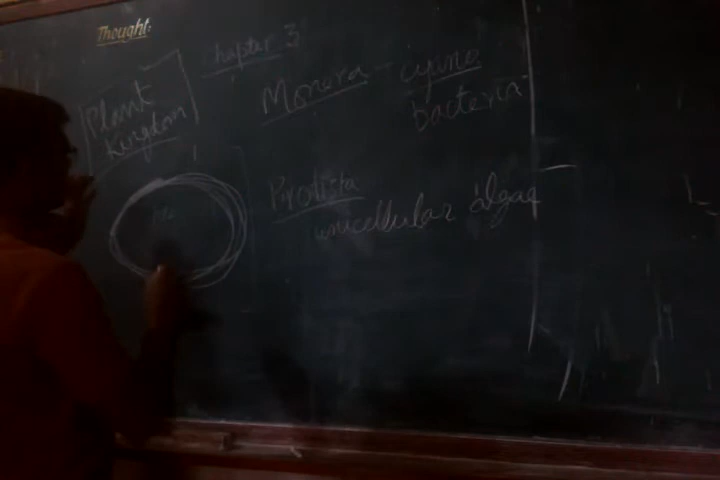 Thought:
Chapter 3
Plant
Kingdom
Monera - cyano
bacteria
Protista
unicellular algae